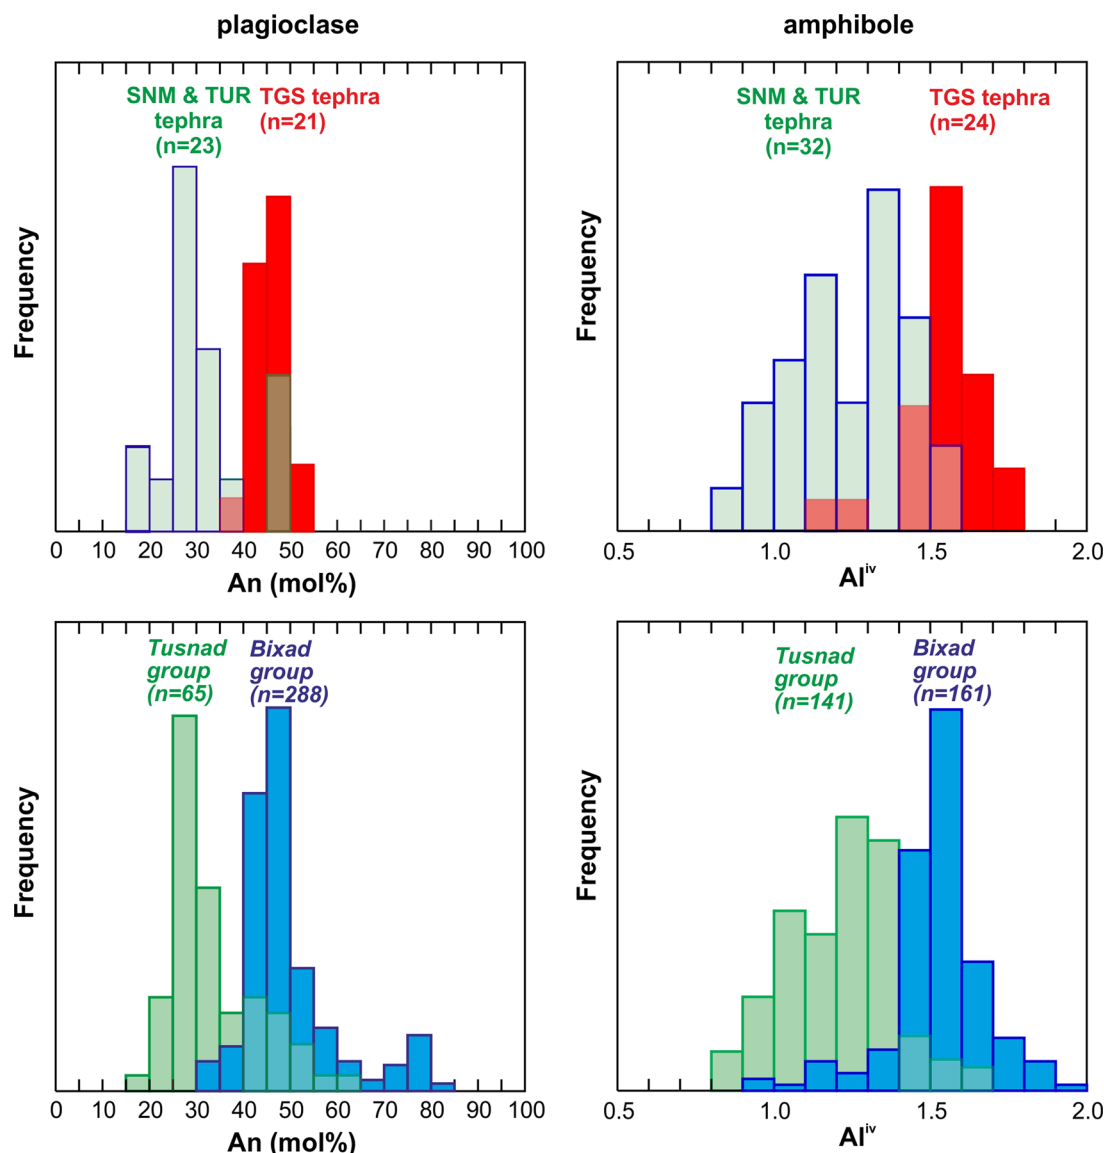 plagioclase
SNM & TUR
tephra
(n=23)
TGS tephra
(n=21)
Frequency
0 10 20 30 40 50 60 70 80 90 100
An (mol%)
amphibole
SNM & TUR
tephra
(n=32)
TGS tephra
(n=24)
Frequency
0.5 1.0 1.5 2.0
Al^iv
Tusnad
group
(n=65)
Bixad
group
(n=288)
Frequency
0 10 20 30 40 50 60 70 80 90 100
An (mol%)
Tusnad
group
(n=141)
Bixad
group
(n=161)
Frequency
0.5 1.0 1.5 2.0
Al^iv